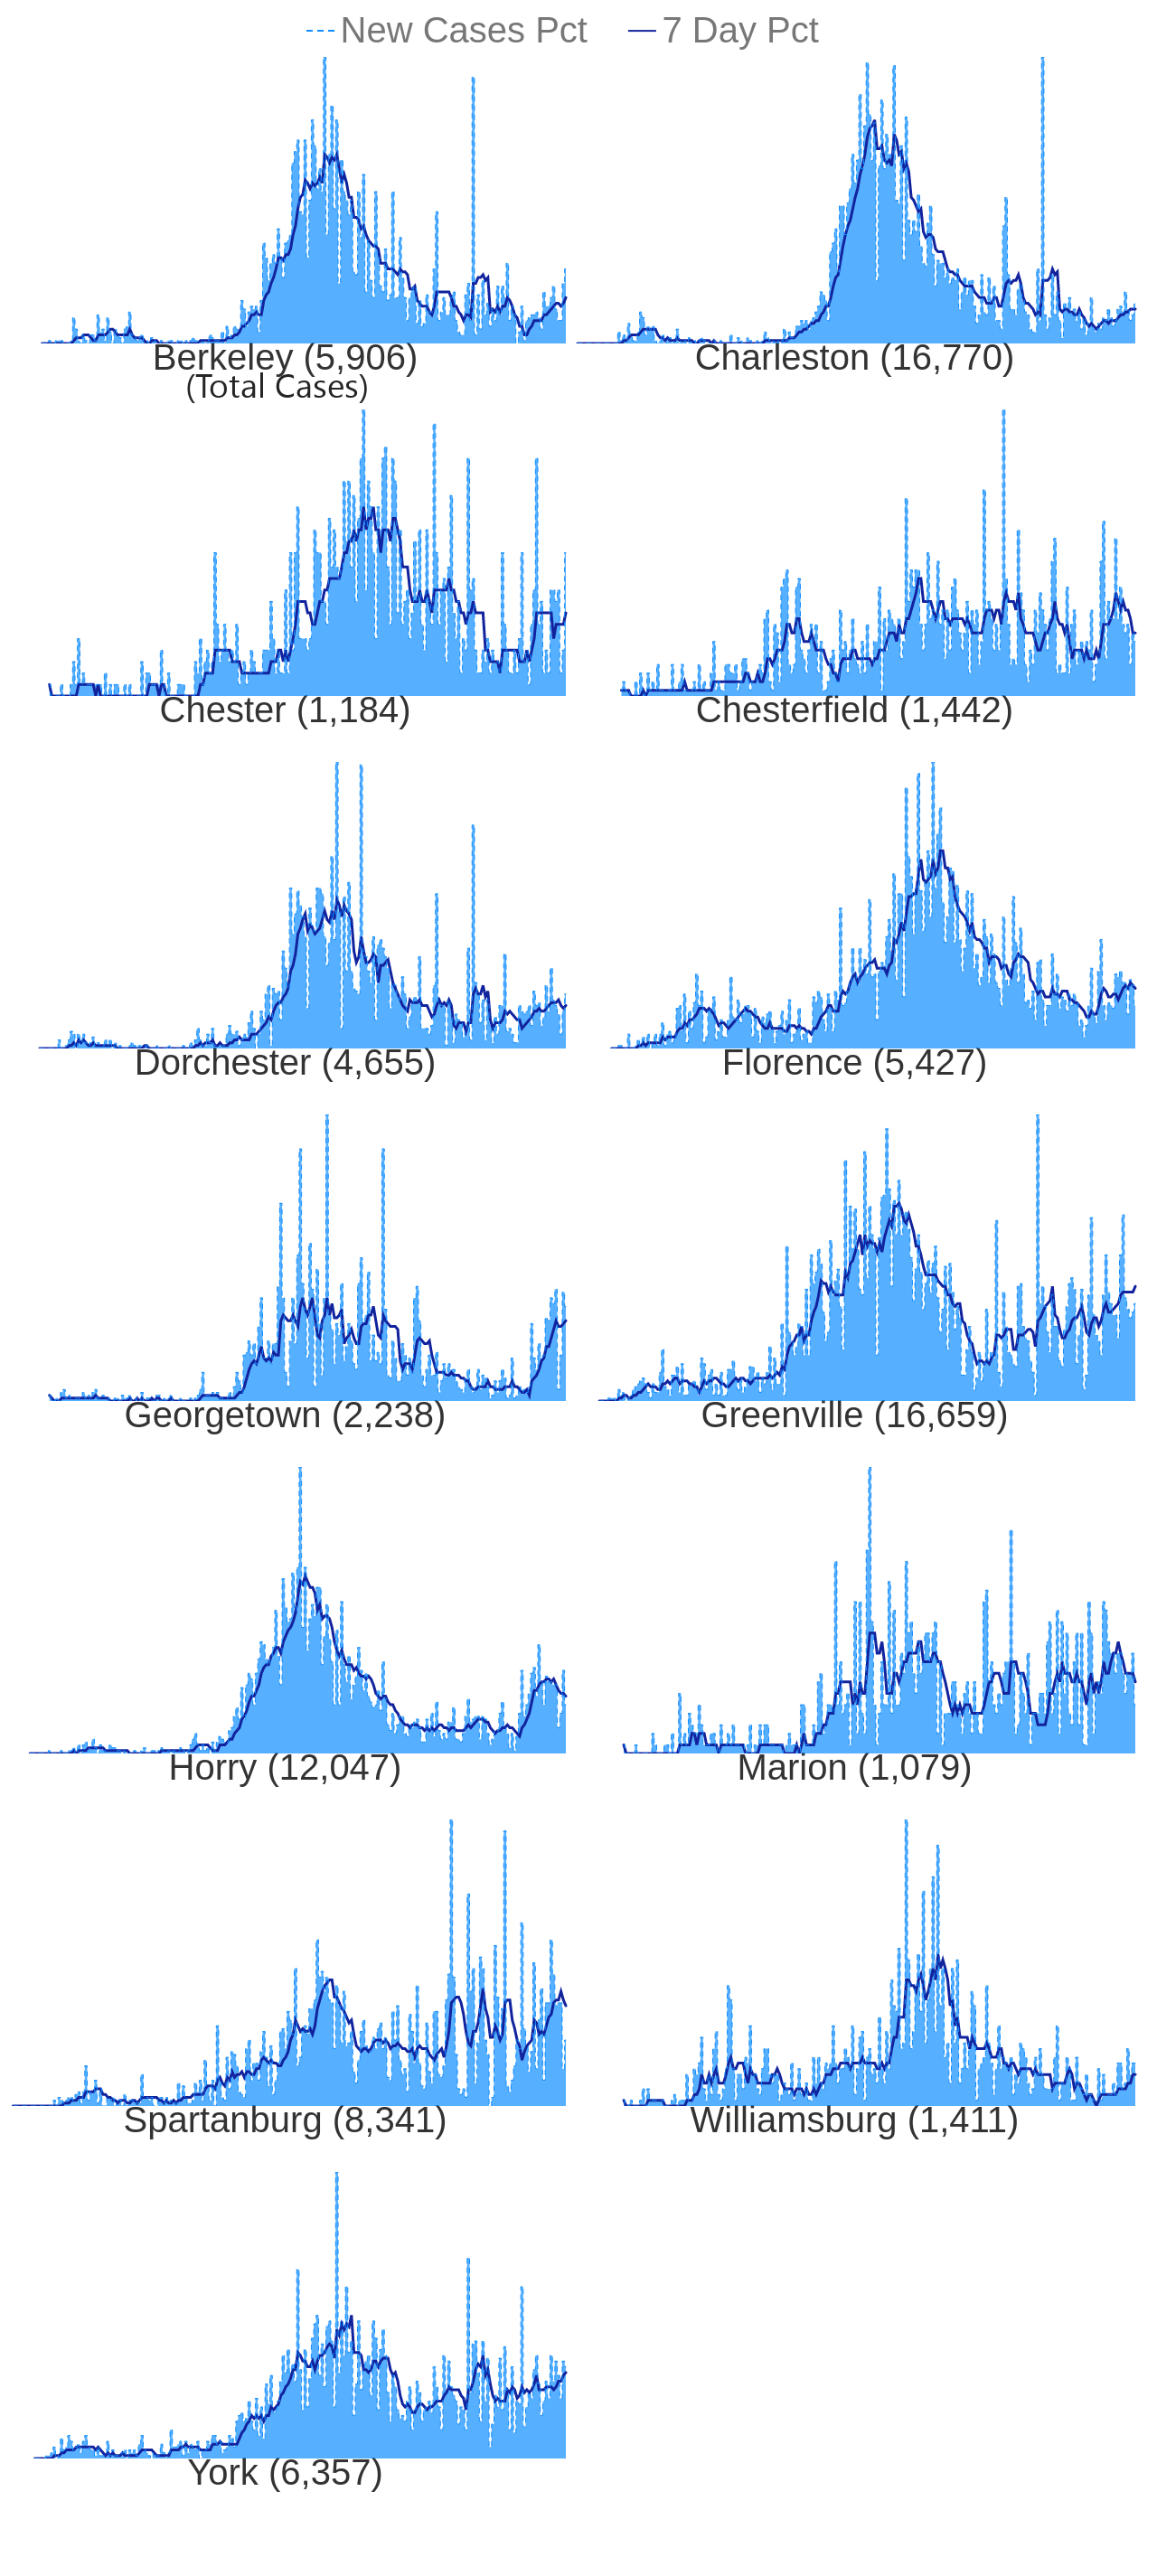 New Cases Pct 7 Day Pct
Berkeley (5,906) Charleston (16,770)
(Total Cases)
Chester (1,184) Chesterfield (1,442)
Dorchester (4,655) Florence (5,427)
Georgetown (2,238) Greenville (16,659)
Horry (12,047) Marion (1,079)
Spartanburg (8,341) Williamsburg (1,411)
York (6,357)